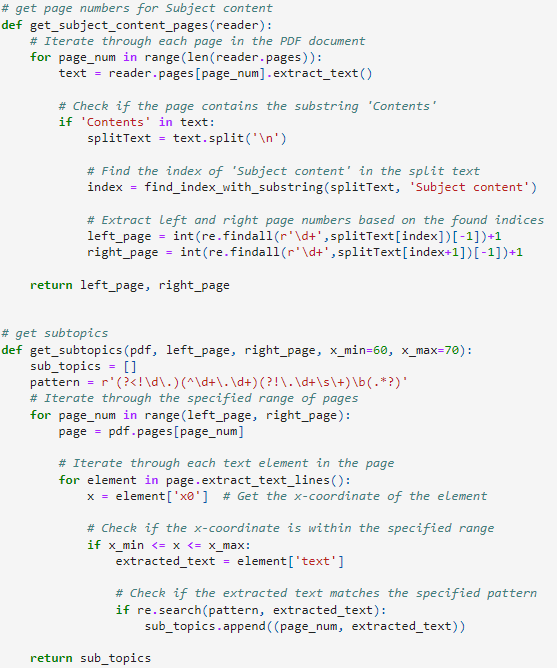 # get page numbers for Subject content
def get_subject_content_pages(reader):
    # Iterate through each page in the PDF document
    for page_num in range(len(reader.pages)):
        text = reader.pages[page_num].extract_text()

        # Check if the page contains the substring 'Contents'
        if 'Contents' in text:
            splitText = text.split('\n')

            # Find the index of 'Subject content' in the split text
            index = find_index_with_substring(splitText, 'Subject content')

            # Extract left and right page numbers based on the found indices
            left_page = int(re.findall(r'\d+',splitText[index])[-1])+1
            right_page = int(re.findall(r'\d+',splitText[index+1])[-1])+1

    return left_page, right_page


# get subtopics
def get_subtopics(pdf, left_page, right_page, x_min=60, x_max=70):
    sub_topics = []
    pattern = r'(?<!\d\.)(^\d+\.\d+)(?!\.\d+\s\+)\b(.*?)'
    # Iterate through the specified range of pages
    for page_num in range(left_page, right_page):
        page = pdf.pages[page_num]

        # Iterate through each text element in the page
        for element in page.extract_text_lines():
            x = element['x0']  # Get the x-coordinate of the element

            # Check if the x-coordinate is within the specified range
            if x_min <= x <= x_max:
                extracted_text = element['text']

                # Check if the extracted text matches the specified pattern
                if re.search(pattern, extracted_text):
                    sub_topics.append((page_num, extracted_text))

    return sub_topics